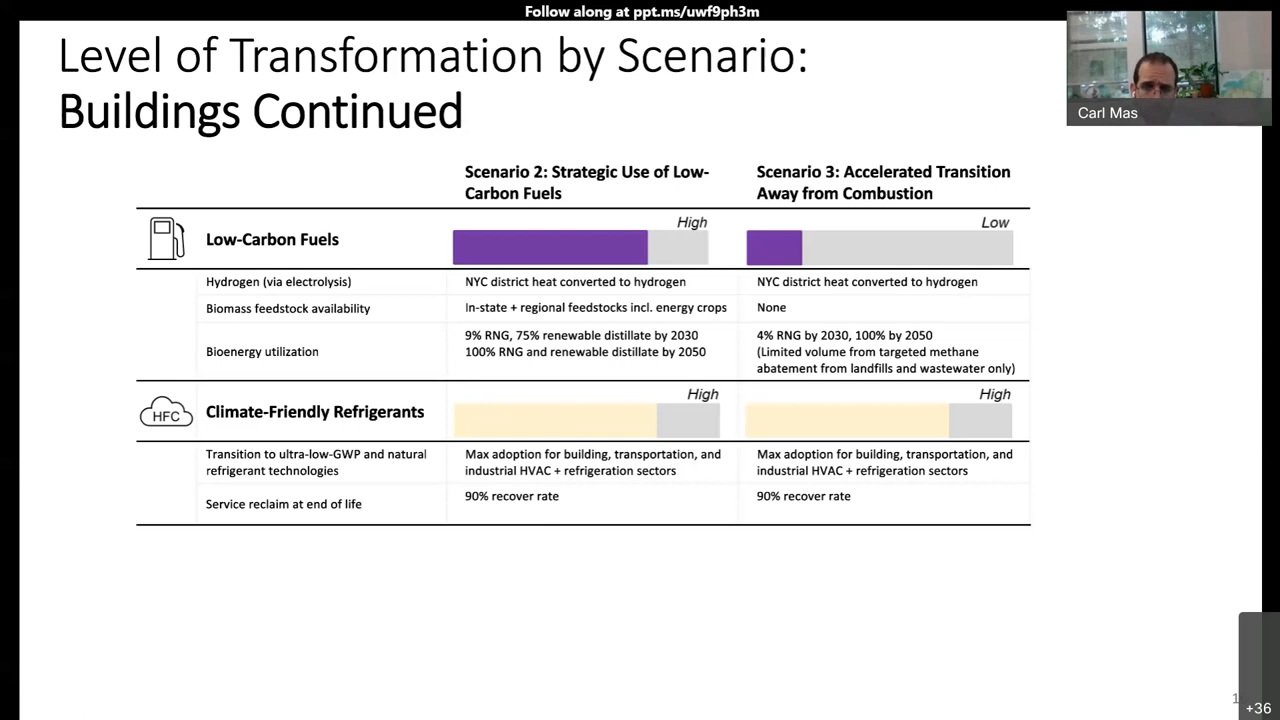 Follow along at ppt.ms/uwf9ph3m
Level of Transformation by Scenario:
Buildings Continued
Carl Mas
Scenario 2: Strategic Use of Low-
Carbon Fuels
Scenario 3: Accelerated Transition
Away from Combustion
Low-Carbon Fuels
High
Low
Hydrogen (via electrolysis)
NYC district heat converted to hydrogen
NYC district heat converted to hydrogen
Biomass feedstock availability
In-state + regional feedstocks incl. energy crops
None
Bioenergy utilization
9% RNG, 75% renewable distillate by 2030
100% RNG and renewable distillate by 2050
4% RNG by 2030, 100% by 2050
(Limited volume from targeted methane
abatement from landfills and wastewater only)
HFC
Climate-Friendly Refrigerants
High
High
Transition to ultra-low-GWP and natural
refrigerant technologies
Max adoption for building, transportation, and
industrial HVAC + refrigeration sectors
Max adoption for building, transportation, and
industrial HVAC + refrigeration sectors
Service reclaim at end of life
90% recover rate
90% recover rate
+36